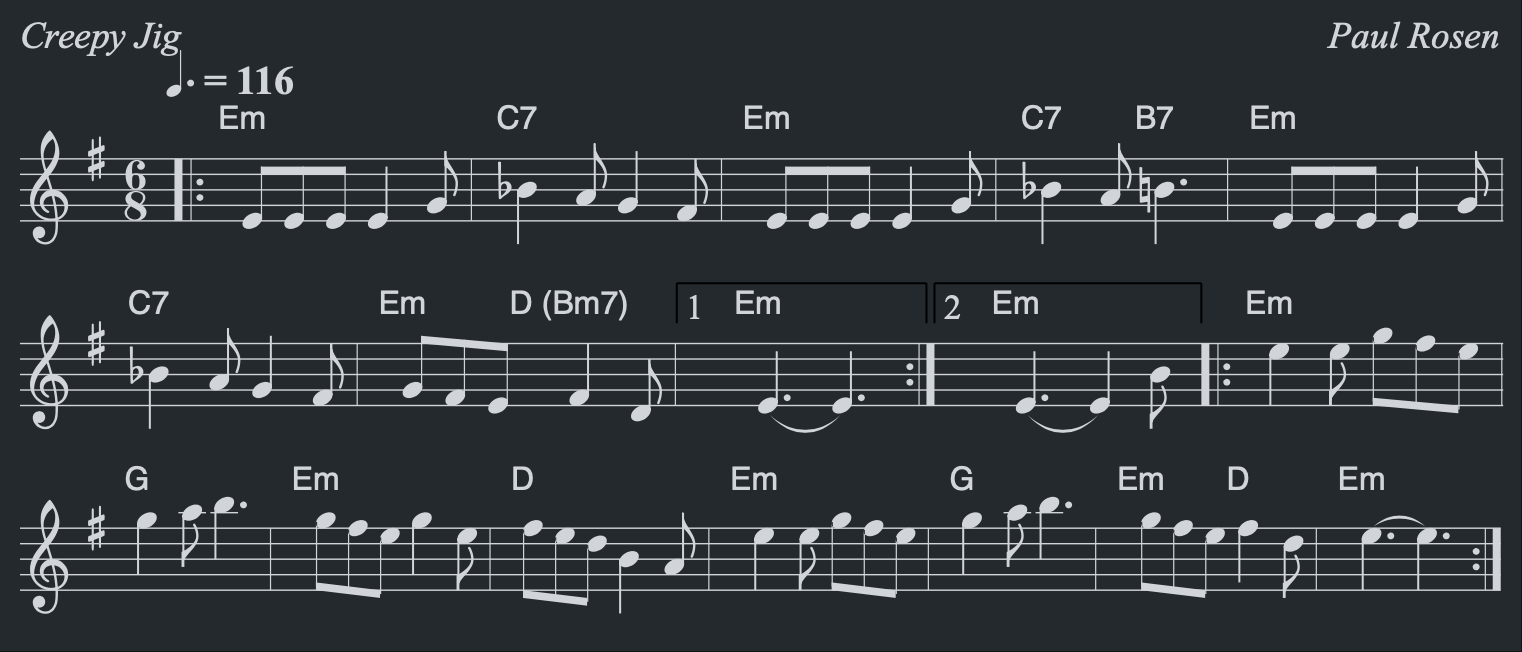 Creepy Jig Paul Rosen
♩. = 116
Em C7 Em C7 B7 Em
6
8
C7 Em D (Bm7) 1 Em 2 Em Em
G Em D Em G Em D Em